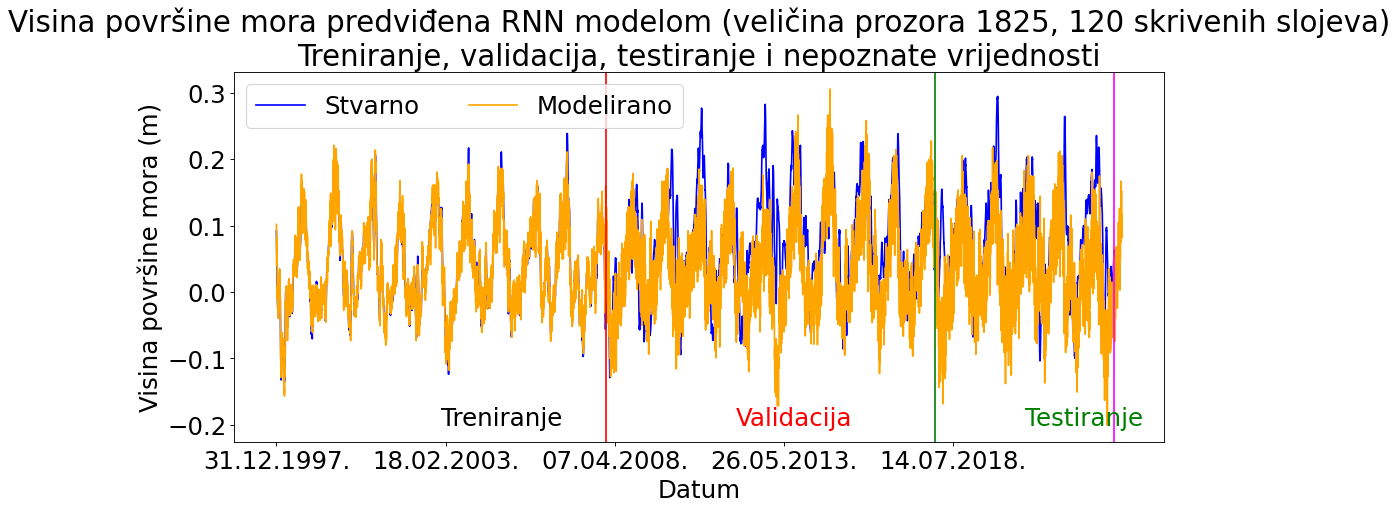 Visina površine mora predviđena RNN modelom (veličina prozora 1825, 120 skrivenih slojeva)
Treniranje, validacija, testiranje i nepoznate vrijednosti
Stvarno
Modelirano
Visina površine mora (m)
0.3
0.2
0.1
0.0
−0.1
−0.2
Treniranje
Validacija
Testiranje
31.12.1997.
18.02.2003.
07.04.2008.
26.05.2013.
14.07.2018.
Datum